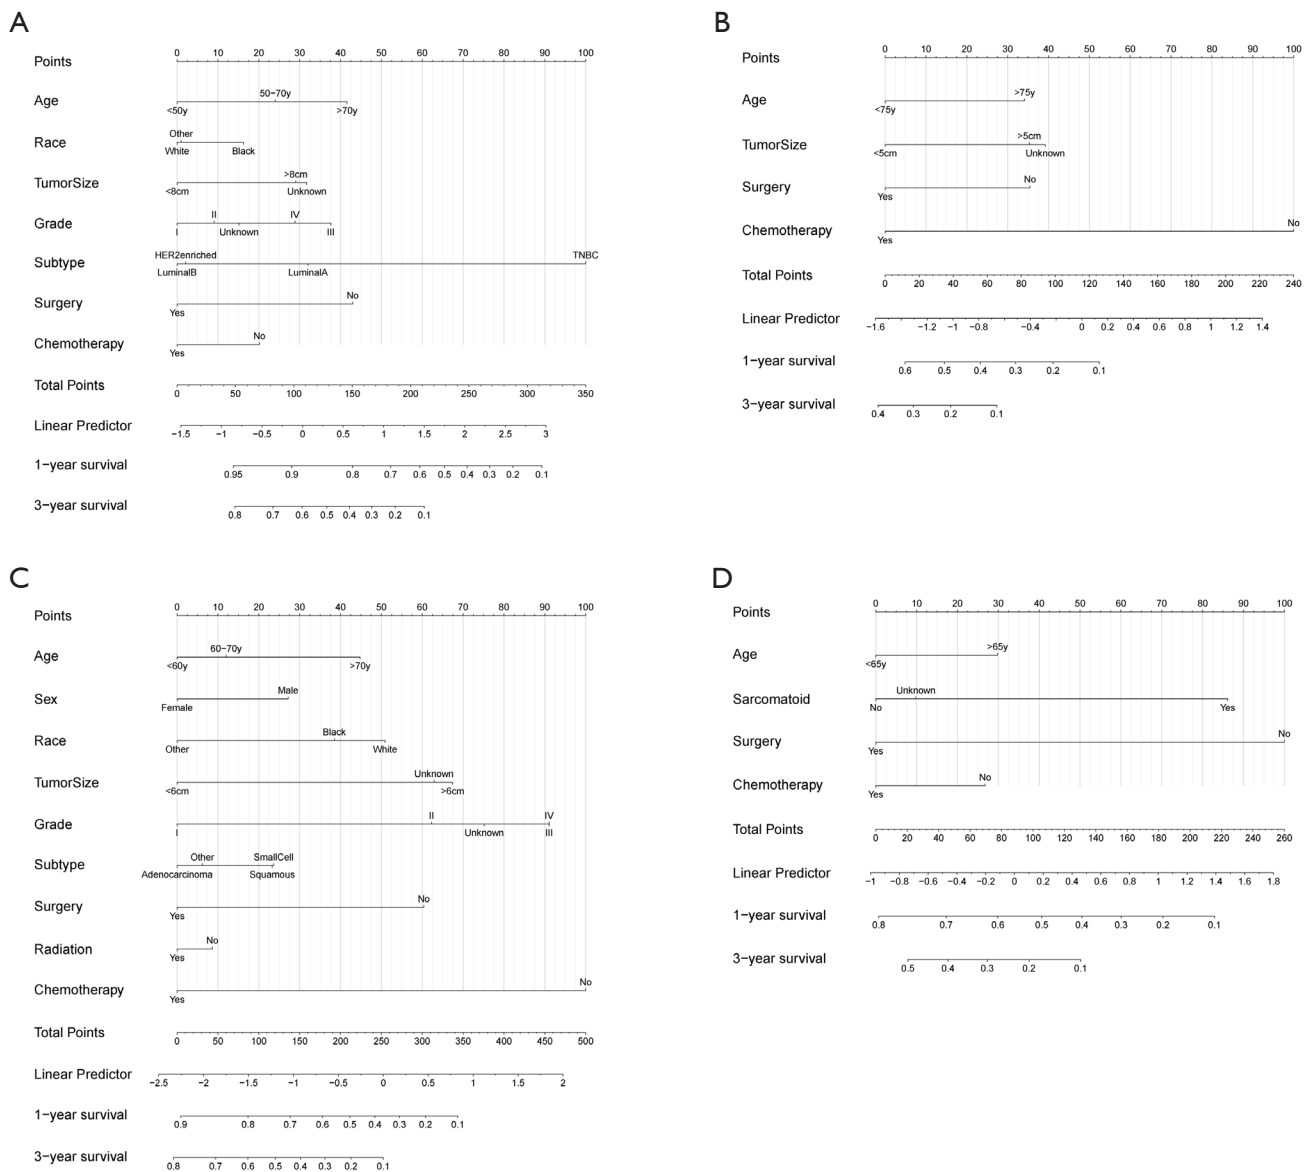 A
Points
0 10 20 30 40 50 60 70 80 90 100
50−70y
Age
<50y >70y
Other
Race
White Black
>8cm
TumorSize
<8cm Unknown
II IV
Grade
I Unknown III
HER2enriched TNBC
Subtype
LuminalB LuminalA
No
Surgery
Yes
No
Chemotherapy
Yes
Total Points
0 50 100 150 200 250 300 350
Linear Predictor
−1.5 −1 −0.5 0 0.5 1 1.5 2 2.5 3
1−year survival
0.95 0.9 0.8 0.7 0.6 0.5 0.4 0.3 0.2 0.1
3−year survival
0.8 0.7 0.6 0.5 0.4 0.3 0.2 0.1
B
0 10 20 30 40 50 60 70 80 90 100
Points
>75y
Age
<75y
>5cm
TumorSize
<5cm Unknown
No
Surgery
Yes
No
Chemotherapy
Yes
Total Points
0 20 40 60 80 100 120 140 160 180 200 220 240
Linear Predictor
−1.6 −1.2 −1 −0.8 −0.4 0 0.2 0.4 0.6 0.8 1 1.2 1.4
1−year survival
0.6 0.5 0.4 0.3 0.2 0.1
3−year survival
0.4 0.3 0.2 0.1
C
0 10 20 30 40 50 60 70 80 90 100
Points
60−70y
Age
<60y >70y
Male
Sex
Female
Black
Race
Other White
Unknown
TumorSize
<6cm >6cm
II IV
Grade
I Unknown III
Other SmallCell
Subtype
Adenocarcinoma Squamous
No
Surgery
Yes
No
Radiation
Yes
No
Chemotherapy
Yes
Total Points
0 50 100 150 200 250 300 350 400 450 500
Linear Predictor
−2.5 −2 −1.5 −1 −0.5 0 0.5 1 1.5 2
1−year survival
0.9 0.8 0.7 0.6 0.5 0.4 0.3 0.2 0.1
3−year survival
0.8 0.7 0.6 0.5 0.4 0.3 0.2 0.1
D
0 10 20 30 40 50 60 70 80 90 100
Points
>65y
Age
<65y
Unknown
Sarcomatoid
No Yes
No
Surgery
Yes
No
Chemotherapy
Yes
Total Points
0 20 40 60 80 100 120 140 160 180 200 220 240 260
Linear Predictor
−1 −0.8 −0.6 −0.4 −0.2 0 0.2 0.4 0.6 0.8 1 1.2 1.4 1.6 1.8
1−year survival
0.8 0.7 0.6 0.5 0.4 0.3 0.2 0.1
3−year survival
0.5 0.4 0.3 0.2 0.1